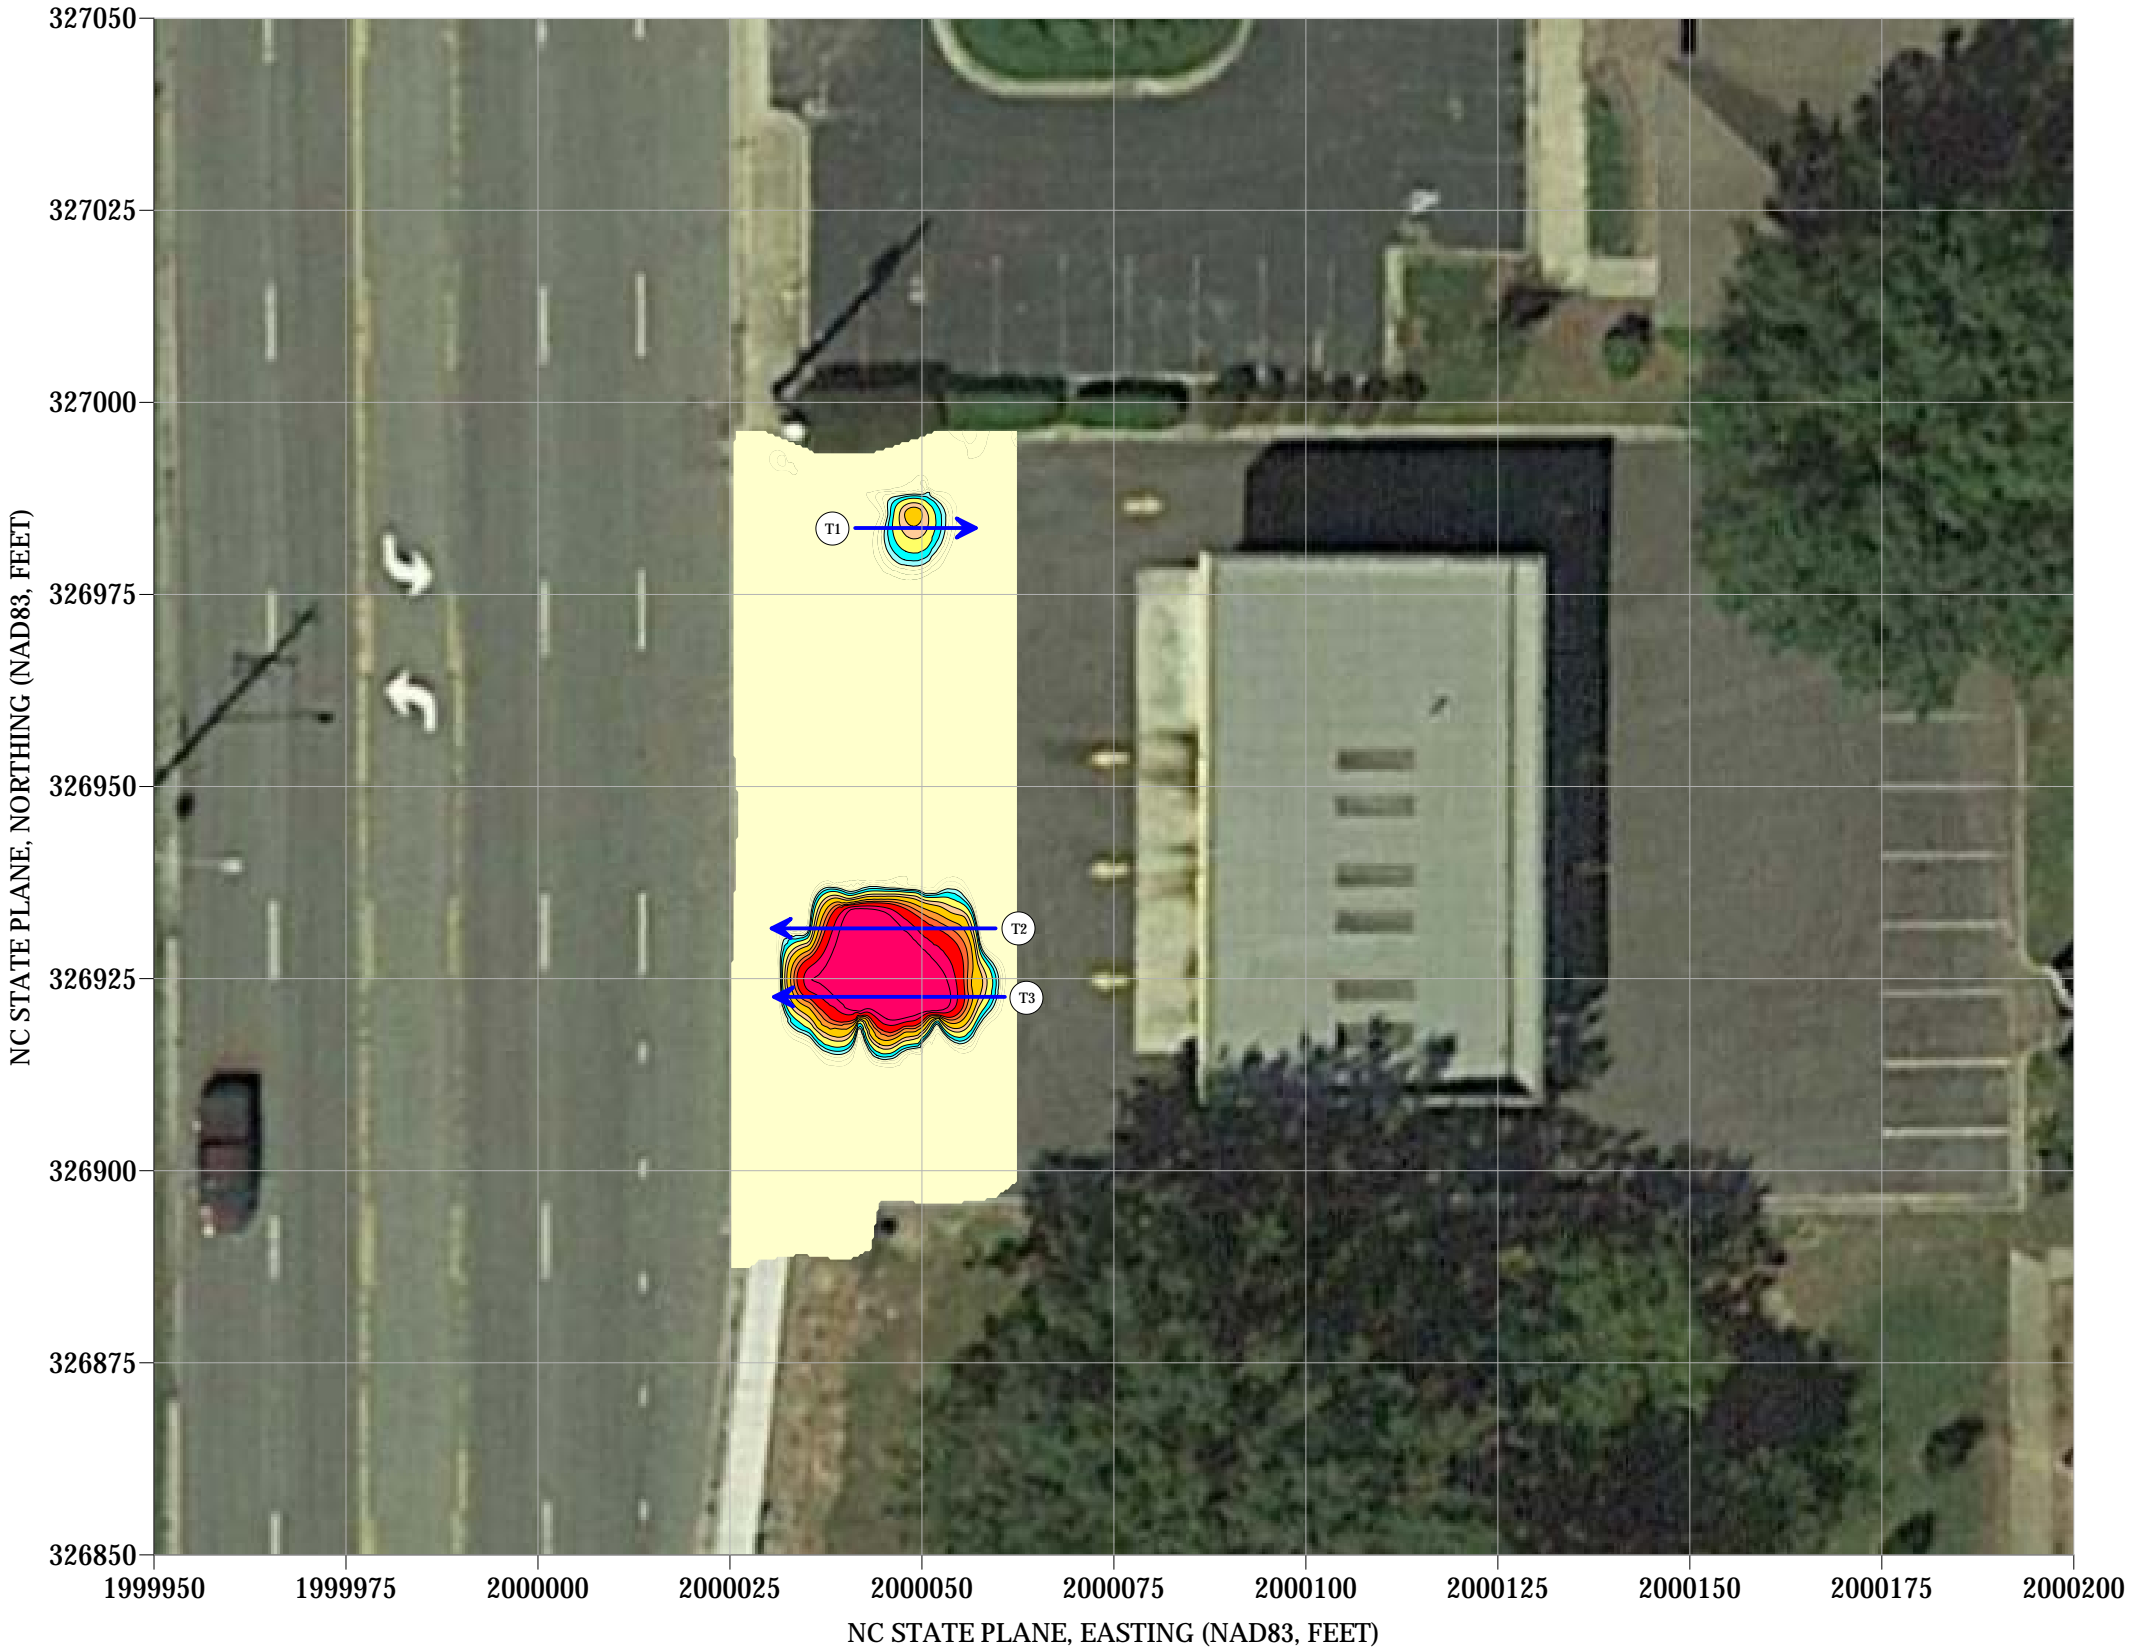 327050
327025
327000
326975
326950
326925
326900
326875
326850
NC STATE PLANE, NORTHING (NAD83, FEET)
T1
T2
T3
1999950 1999975 2000000 2000025 2000050 2000075 2000100 2000125 2000150 2000175 2000200
NC STATE PLANE, EASTING (NAD83, FEET)